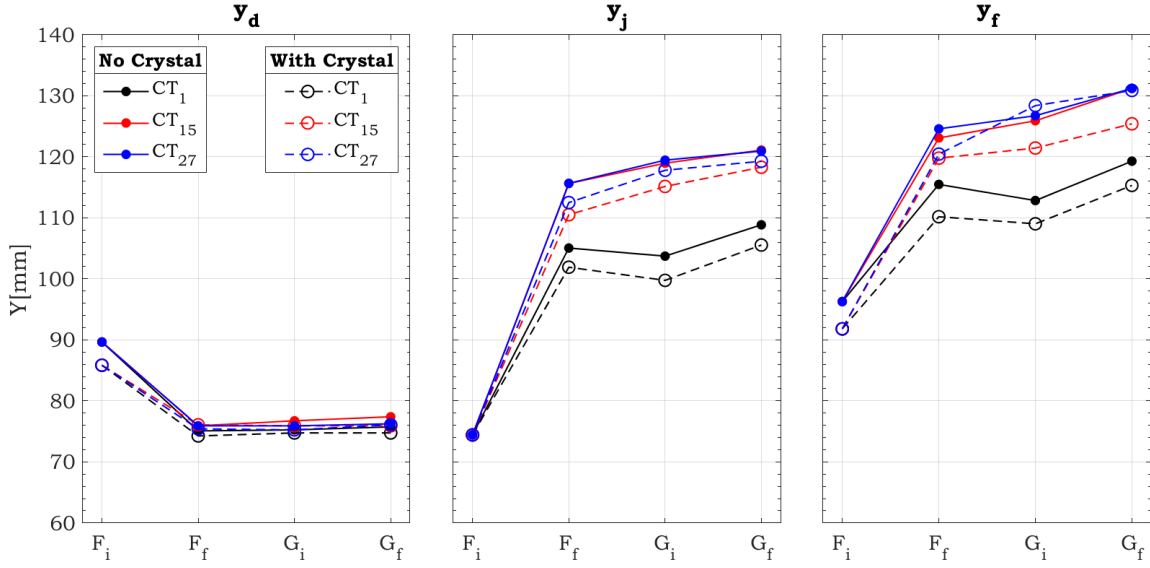 y_d y_j y_f
140
No Crystal With Crystal
CT_1 CT_1
CT_15 CT_15
CT_27 CT_27
130
120
110
100
90
80
70
60
Y[mm]
F_i F_f G_i G_f F_i F_f G_i G_f F_i F_f G_i G_f